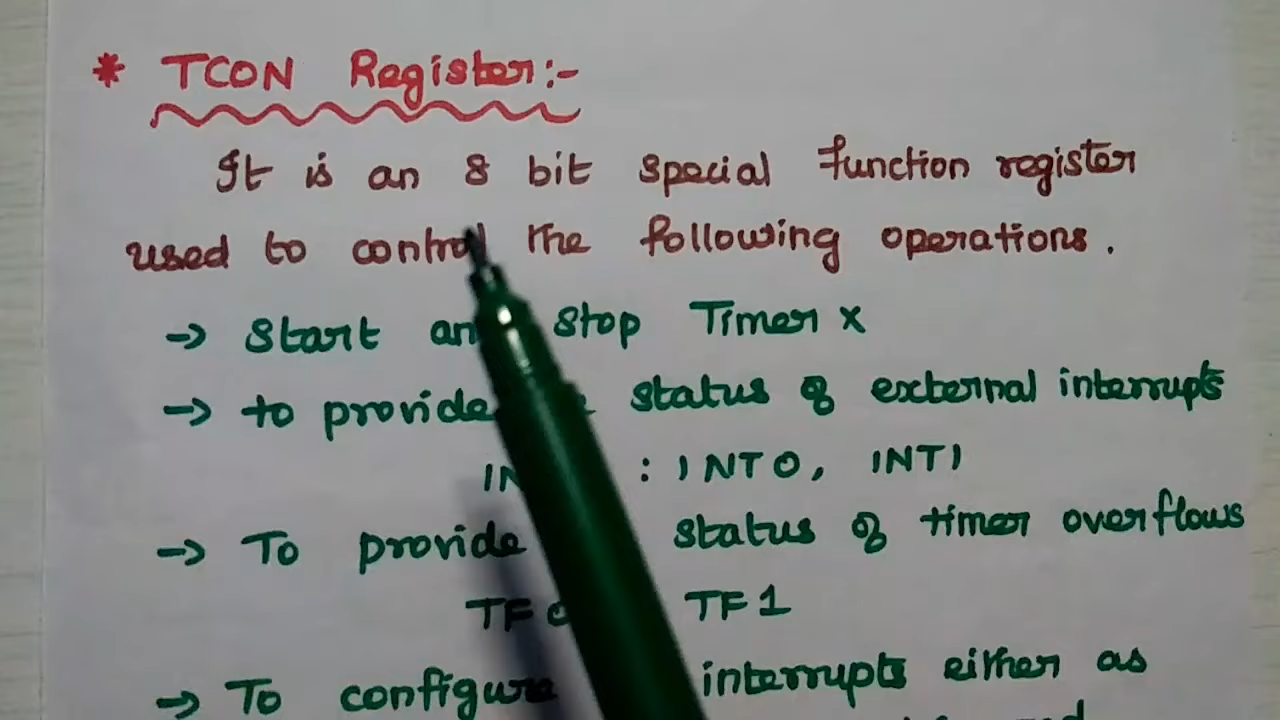 * TCON Register:-
It is an 8 bit special function register
used to control the following operations.
-> Start an stop Timer x
-> to provide status of external interrupts
: INT0, INT1
-> To provide status of timer overflows
TF TF1
-> To configure interrupts either as